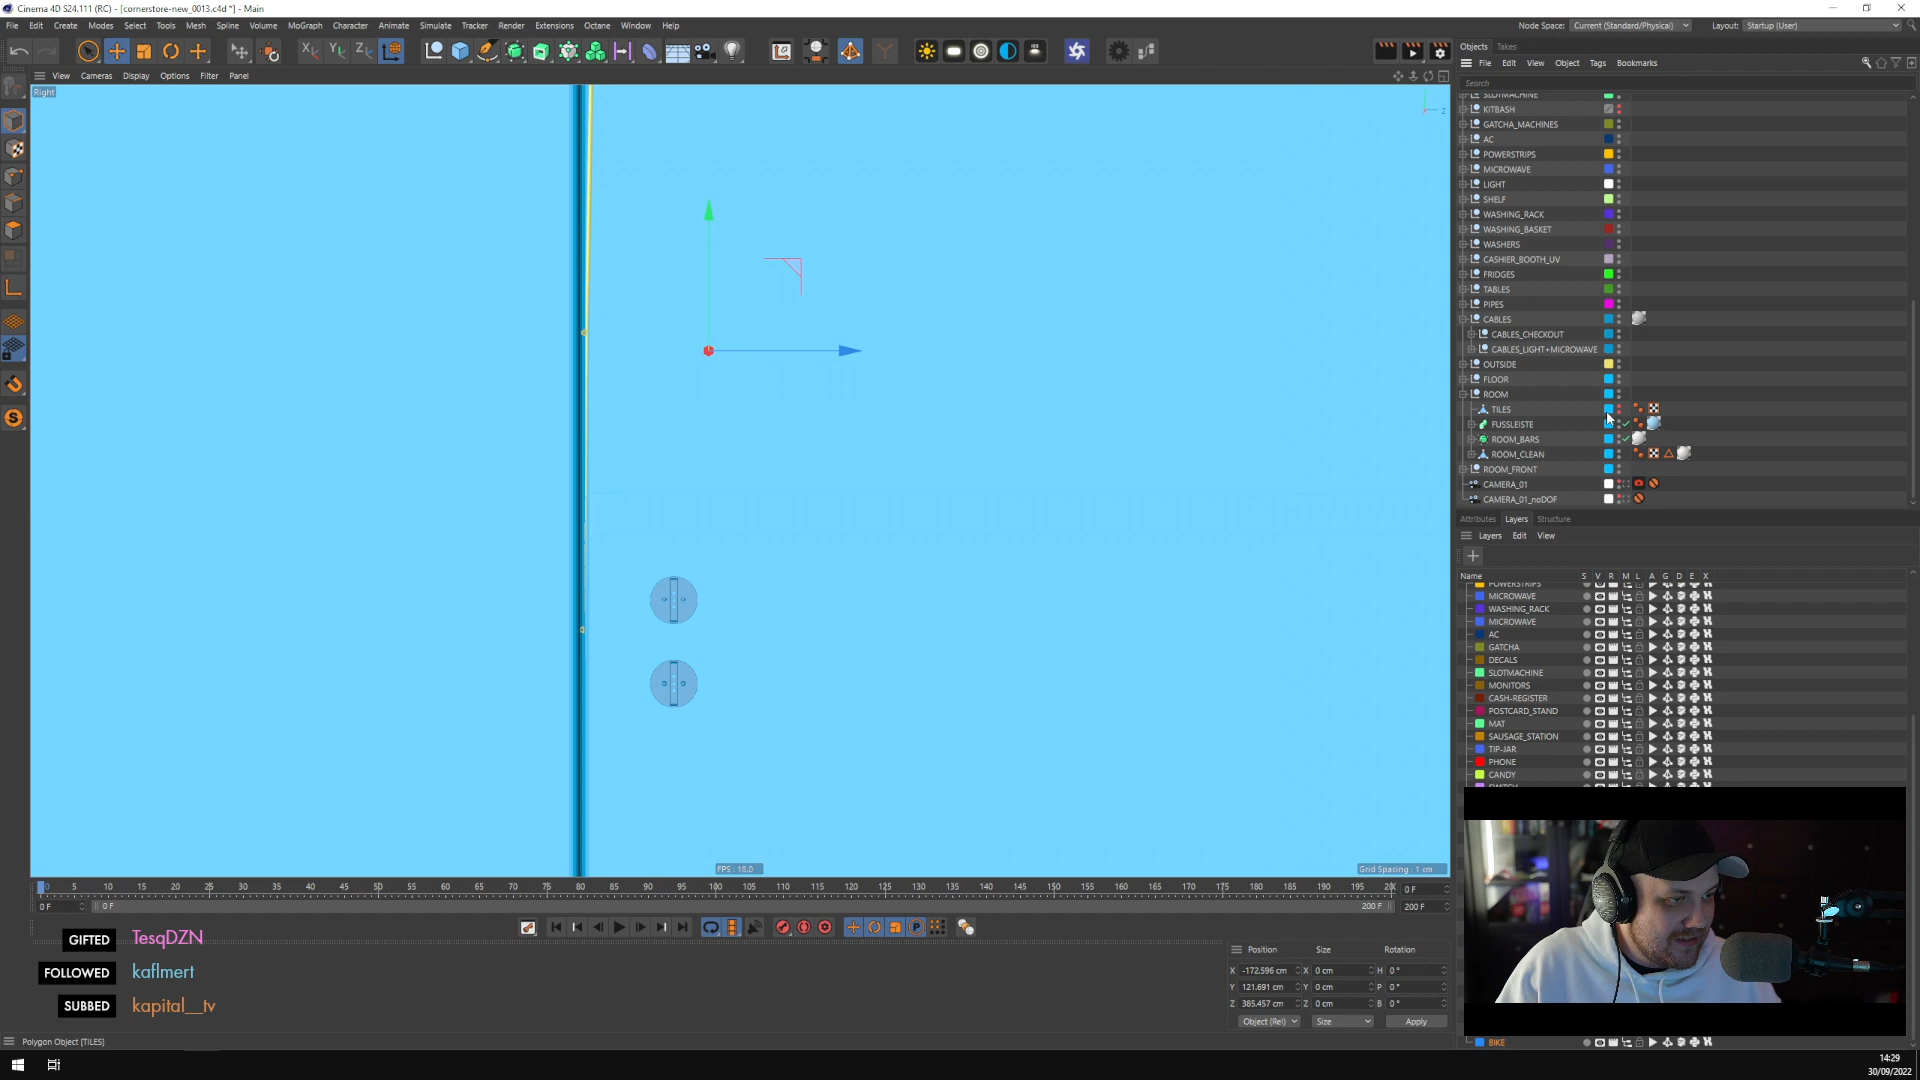 Cinema 4D S24.111 (RC) - [cornerstore-new_0013.c4d *] - Main
File Edit Create Modes Select Tools Mesh Spline Volume MoGraph Character Animate Simulate Tracker Render Extensions Octane Window Help
Node Space: Current (Standard/Physical) Layout: Startup (User)
Objects Takes
View Cameras Display Options Filter Panel
File Edit View Object Tags Bookmarks
Search
Right
SLOTMACHINE
KITBASH
GATCHA_MACHINES
AC
POWERSTRIPS
MICROWAVE
LIGHT
SHELF
WASHING_RACK
WASHING_BASKET
WASHERS
CASHIER_BOOTH_UV
FRIDGES
TABLES
PIPES
CABLES
CABLES_CHECKOUT
CABLES_LIGHT+MICROWAVE
OUTSIDE
FLOOR
ROOM
TILES
FUSSLEISTE
ROOM_BARS
ROOM_CLEAN
ROOM_FRONT
CAMERA_01
CAMERA_01_noDOF
Attributes Layers Structure
Layers Edit View
Name S V R M L A G D E X
POWERSTRIPS
MICROWAVE
WASHING_RACK
MICROWAVE
AC
GATCHA
DECALS
SLOTMACHINE
MONITORS
CASH-REGISTER
POSTCARD_STAND
MAT
SAUSAGE_STATION
TIP-JAR
PHONE
CANDY
BIKE
FPS : 18.0
Grid Spacing : 1 cm
0 5 10 15 20 25 30 35 40 45 50 55 60 65 70 75 80 85 90 95 100 105 110 115 120 125 130 135 140 145 150 155 160 165 170 175 180 185 190 195 0 F
0 F 0 F 200 F 200 F
GIFTED TesqDZN
FOLLOWED kaflmert
SUBBED kapital__tv
Position Size Rotation
X -172.596 cm X 0 cm H 0 °
Y 121.691 cm Y 0 cm P 0 °
Z 385.457 cm Z 0 cm B 0 °
Object (Rel) Size Apply
Polygon Object [TILES]
14:29
30/09/2022